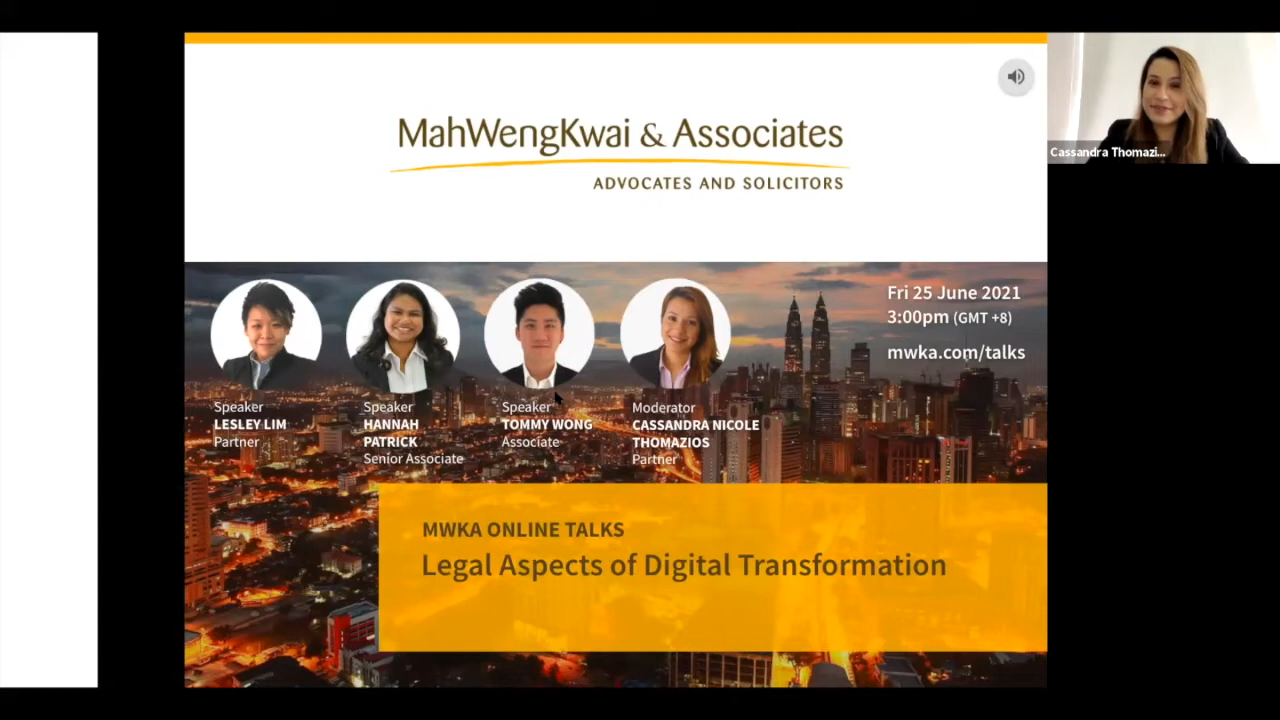 MahWengKwai & Associates
ADVOCATES AND SOLICITORS
Cassandra Thomazi...
Speaker
LESLEY LIM
Partner
Speaker
HANNAH
PATRICK
Senior Associate
Speaker
TOMMY WONG
Associate
Moderator
CASSANDRA NICOLE
THOMAZIOS
Partner
Fri 25 June 2021
3:00pm (GMT +8)
mwka.com/talks
MWKA ONLINE TALKS
Legal Aspects of Digital Transformation